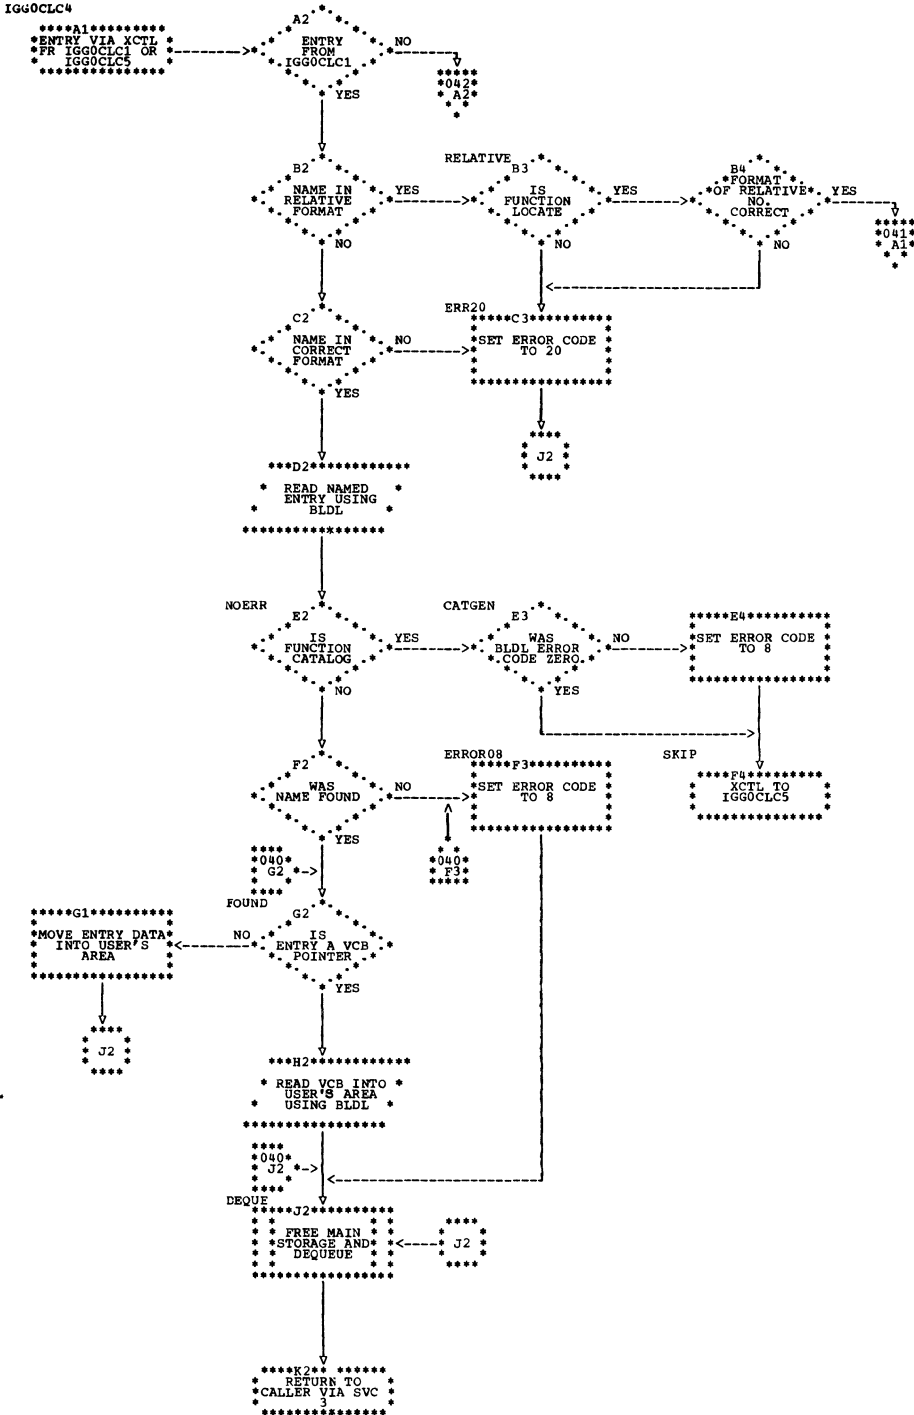 IGG0CLC4
A1
ENTRY VIA XCTL
FR IGG0CLC1 OR
IGG0CLC5
A2
ENTRY
FROM
IGG0CLC1
NO
YES
042
A2
B2
NAME IN
RELATIVE
FORMAT
YES
NO
RELATIVE
B3
IS
FUNCTION
LOCATE
YES
NO
B4
FORMAT
OF RELATIVE
NO.
CORRECT
YES
NO
041
A1
C2
NAME IN
CORRECT
FORMAT
NO
YES
ERR20
C3
SET ERROR CODE
TO 20
J2
D2
READ NAMED
ENTRY USING
BLDL
NOERR
E2
IS
FUNCTION
CATALOG
YES
NO
CATGEN
E3
WAS
BLDL ERROR
CODE ZERO
NO
YES
E4
SET ERROR CODE
TO 8
SKIP
F4
XCTL TO
IGG0CLC5
F2
WAS
NAME FOUND
NO
YES
ERROR08
F3
SET ERROR CODE
TO 8
040
G2
040
F3
FOUND
G2
IS
ENTRY A VCB
POINTER
NO
YES
G1
MOVE ENTRY DATA
INTO USER'S
AREA
J2
H2
READ VCB INTO
USER'S AREA
USING BLDL
040
J2
DEQUE
J2
FREE MAIN
STORAGE AND
DEQUEUE
J2
K2
RETURN TO
CALLER VIA SVC
3